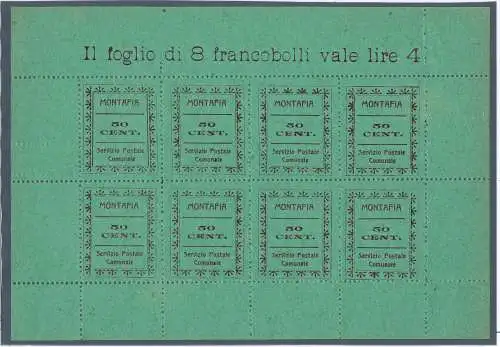 Il foglio di 8 francobolli vale lire 4
MONTAFIA MONTAFIA MONTAFIA MONTAFIA
50 50 50 50
CENT. CENT. CENT. CENT.
Servizio Postale Servizio Postale Servizio Postale Servizio Postale
Comunale Comunale Comunale Comunale
MONTAFIA MONTAFIA MONTAFIA MONTAFIA
50 50 50 50
CENT. CENT. CENT. CENT.
Servizio Postale Servizio Postale Servizio Postale Servizio Postale
Comunale Comunale Comunale Comunale